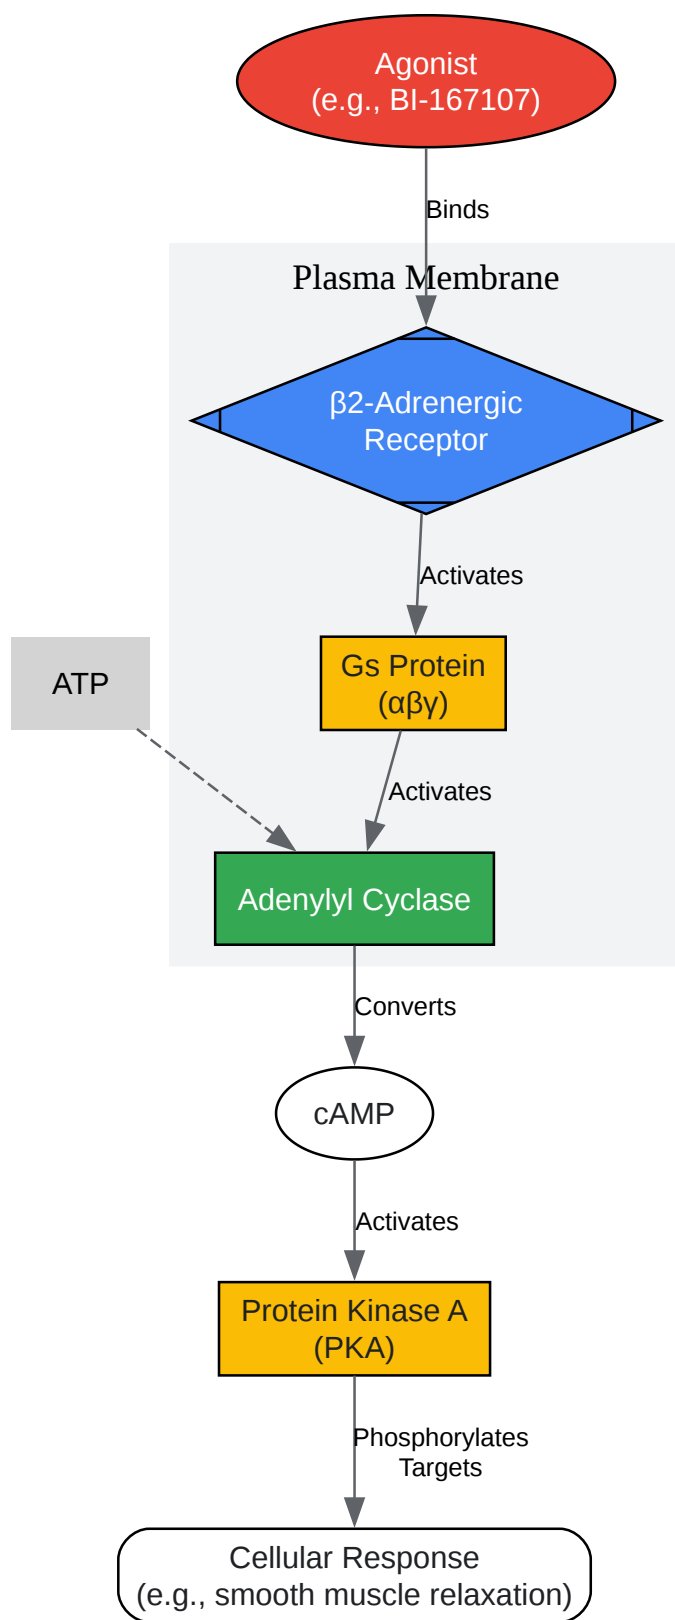 Agonist
(e.g., BI-167107)
Binds
Plasma Membrane
β2-Adrenergic
Receptor
Activates
Gs Protein
(αβγ)
ATP
Activates
Adenylyl Cyclase
Converts
cAMP
Activates
Protein Kinase A
(PKA)
Phosphorylates
Targets
Cellular Response
(e.g., smooth muscle relaxation)